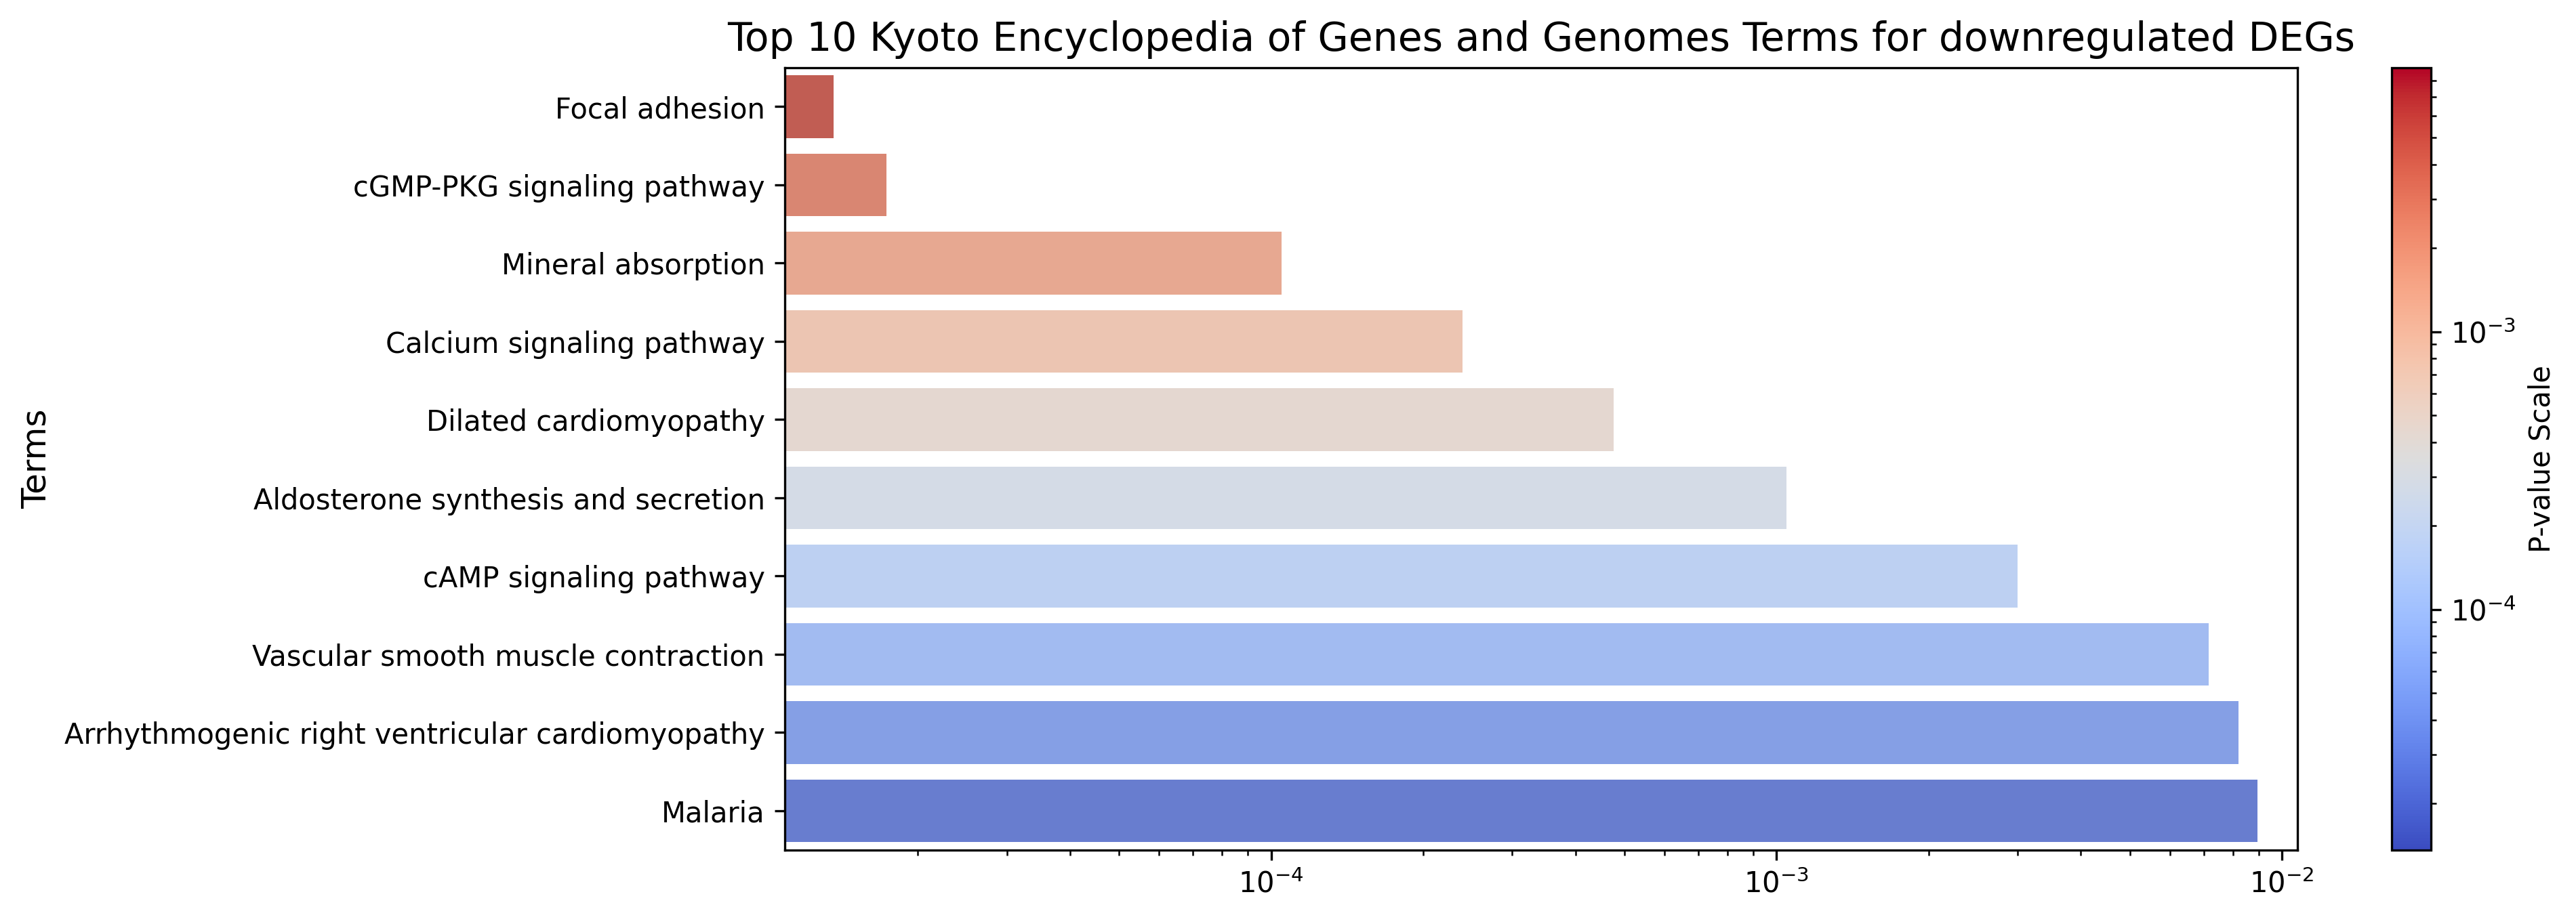 Top 10 Kyoto Encyclopedia of Genes and Genomes Terms for downregulated DEGs
Terms
Focal adhesion
cGMP-PKG signaling pathway
Mineral absorption
Calcium signaling pathway
Dilated cardiomyopathy
Aldosterone synthesis and secretion
cAMP signaling pathway
Vascular smooth muscle contraction
Arrhythmogenic right ventricular cardiomyopathy
Malaria
10⁻⁴ 10⁻³ 10⁻²
10⁻³
10⁻⁴
P-value Scale